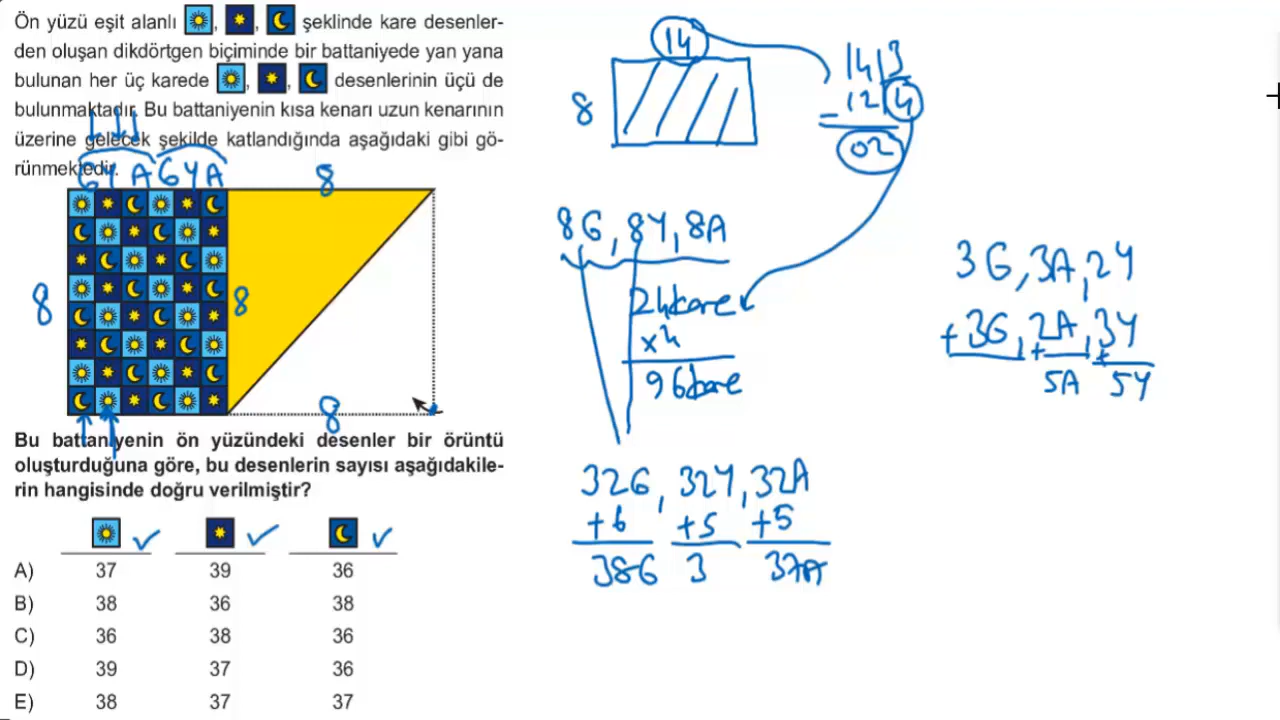 Ön yüzü eşit alanlı , , şeklinde kare desenler-
den oluşan dikdörtgen biçiminde bir battaniyede yan yana
bulunan her üç karede , , desenlerinin üçü de
bulunmaktadır. Bu battaniyenin kısa kenarı uzun kenarının
üzerine gelecek şekilde katlandığında aşağıdaki gibi gö-
rünmektedir.
G Y A G Y A
8
8
8
8
Bu battaniyenin ön yüzündeki desenler bir örüntü
oluşturduğuna göre, bu desenlerin sayısı aşağıdakile-
rin hangisinde doğru verilmiştir?
A) 37 39 36
B) 38 36 38
C) 36 38 36
D) 39 37 36
E) 38 37 37
14
8
14 3
- 12 4
02
8G, 8Y, 8A
24 kare
x4
96 kare
32G, 32Y, 32A
+6 +5 +5
38G 3 37A
3G, 3A, 2Y
+ 3G, 2A, 3Y
+ +
5A 5Y